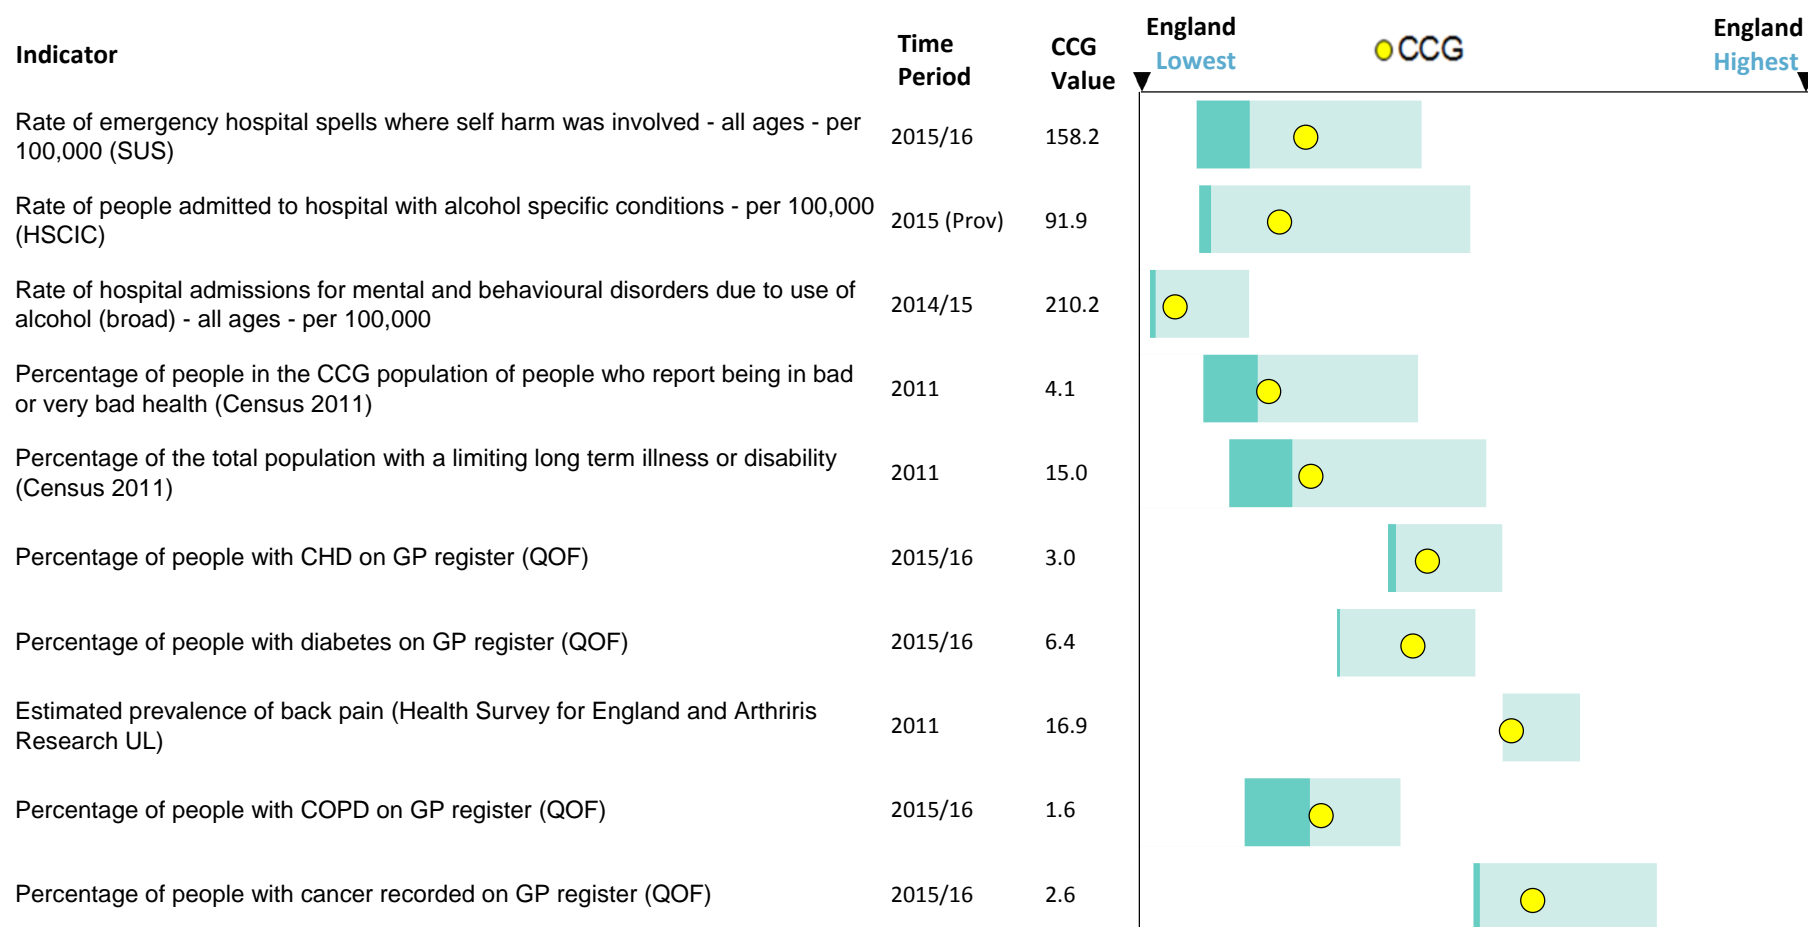 Indicator
Time Period
CCG Value
England Lowest
CCG
England Highest
Rate of emergency hospital spells where self harm was involved - all ages - per
100,000 (SUS)
2015/16
158.2
Rate of people admitted to hospital with alcohol specific conditions - per 100,000
(HSCIC)
2015 (Prov)
91.9
Rate of hospital admissions for mental and behavioural disorders due to use of
alcohol (broad) - all ages - per 100,000
2014/15
210.2
Percentage of people in the CCG population of people who report being in bad
or very bad health (Census 2011)
2011
4.1
Percentage of the total population with a limiting long term illness or disability
(Census 2011)
2011
15.0
Percentage of people with CHD on GP register (QOF)
2015/16
3.0
Percentage of people with diabetes on GP register (QOF)
2015/16
6.4
Estimated prevalence of back pain (Health Survey for England and Arthriris
Research UL)
2011
16.9
Percentage of people with COPD on GP register (QOF)
2015/16
1.6
Percentage of people with cancer recorded on GP register (QOF)
2015/16
2.6